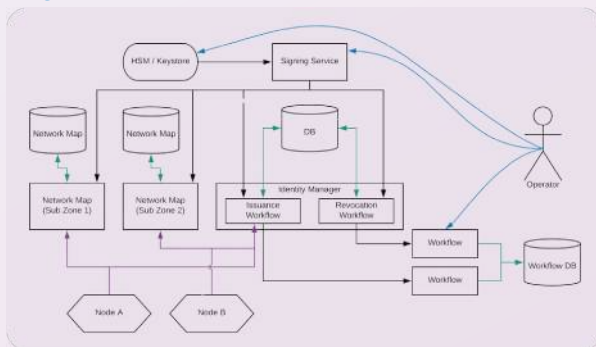 HSM / Keystore
Signing Service
Network Map
Network Map
DB
Operator
Identity Manager
Network Map
(Sub Zone 1)
Network Map
(Sub Zone 2)
Issuance
Workflow
Revocation
Workflow
Workflow
Workflow
Workflow DB
Node A
Node B